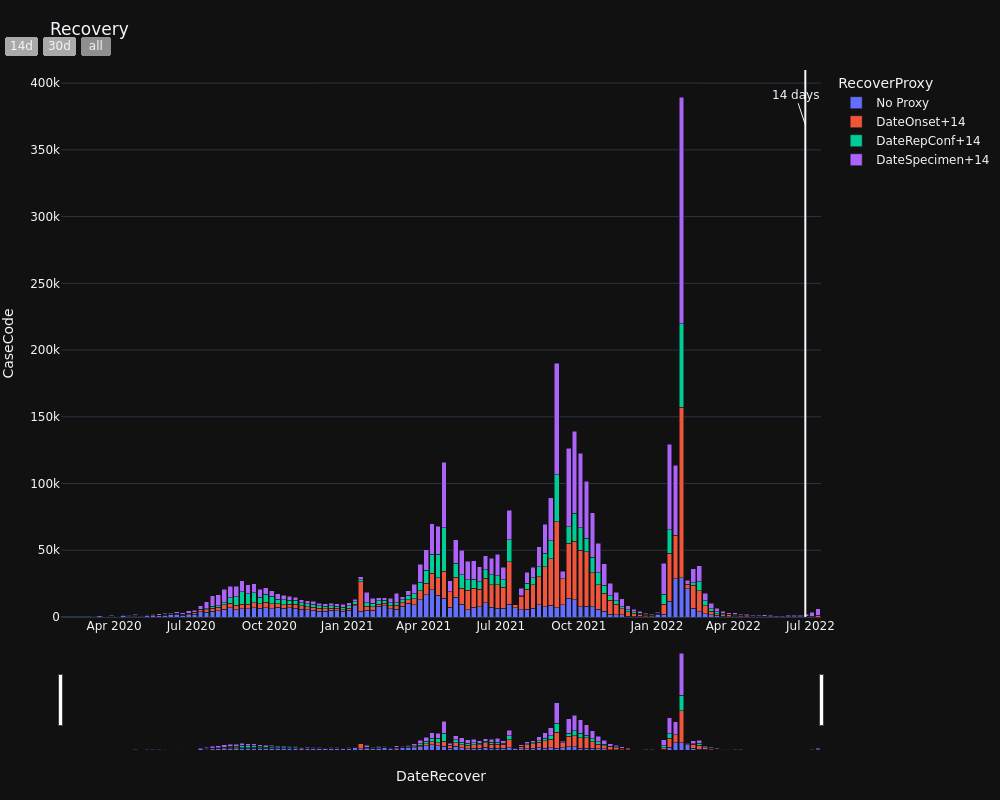 Recovery
14d 30d all
400k
350k
300k
250k
200k
150k
100k
50k
0
CaseCode
14 days
RecoverProxy
No Proxy
DateOnset+14
DateRepConf+14
DateSpecimen+14
Apr 2020 Jul 2020 Oct 2020 Jan 2021 Apr 2021 Jul 2021 Oct 2021 Jan 2022 Apr 2022 Jul 2022
DateRecover